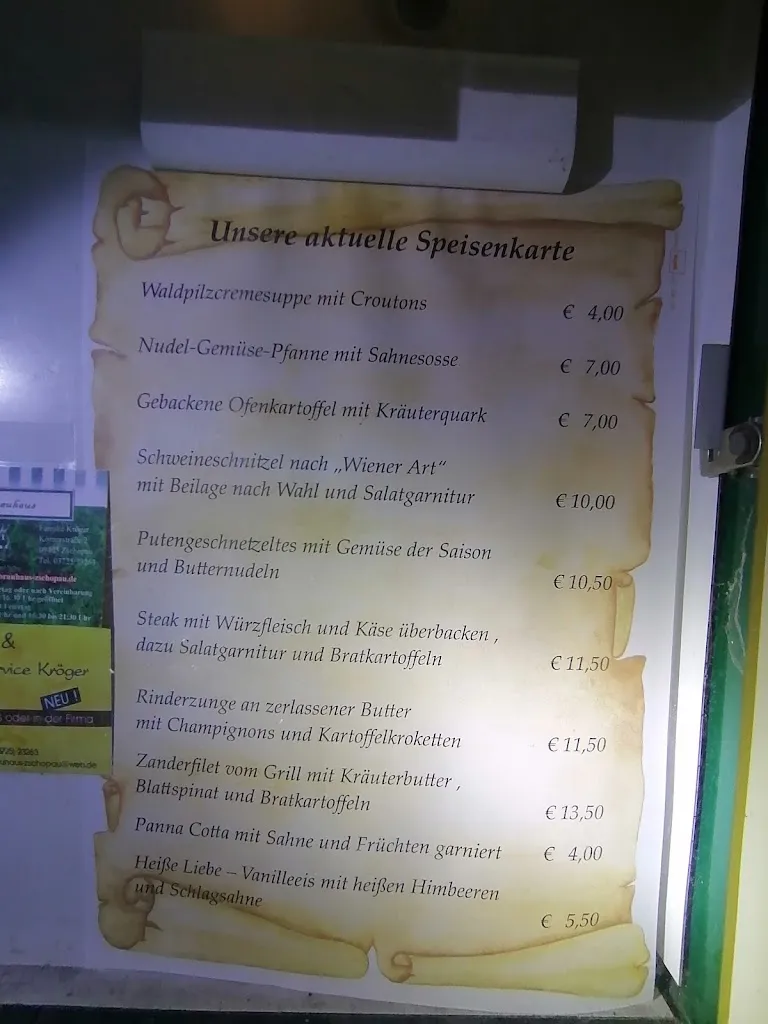 Unsere aktuelle Speisenkarte
Waldpilzcremesuppe mit Croutons € 4,00
Nudel-Gemüse-Pfanne mit Sahnesosse € 7,00
Gebackene Ofenkartoffel mit Kräuterquark € 7,00
Schweineschnitzel nach „Wiener Art“
mit Beilage nach Wahl und Salatgarnitur € 10,00
Putengeschnetzeltes mit Gemüse der Saison
und Butternudeln € 10,50
Steak mit Würzfleisch und Käse überbacken ,
dazu Salatgarnitur und Bratkartoffeln € 11,50
Rinderzunge an zerlassener Butter
mit Champignons und Kartoffelkroketten € 11,50
Zanderfilet vom Grill mit Kräuterbutter ,
Blattspinat und Bratkartoffeln € 13,50
Panna Cotta mit Sahne und Früchten garniert € 4,00
Heiße Liebe – Vanilleeis mit heißen Himbeeren
und Schlagsahne € 5,50
Familie Kröger
brauhaus-zschopau.de
&
vice Kröger
NEU !
oder in der Firma